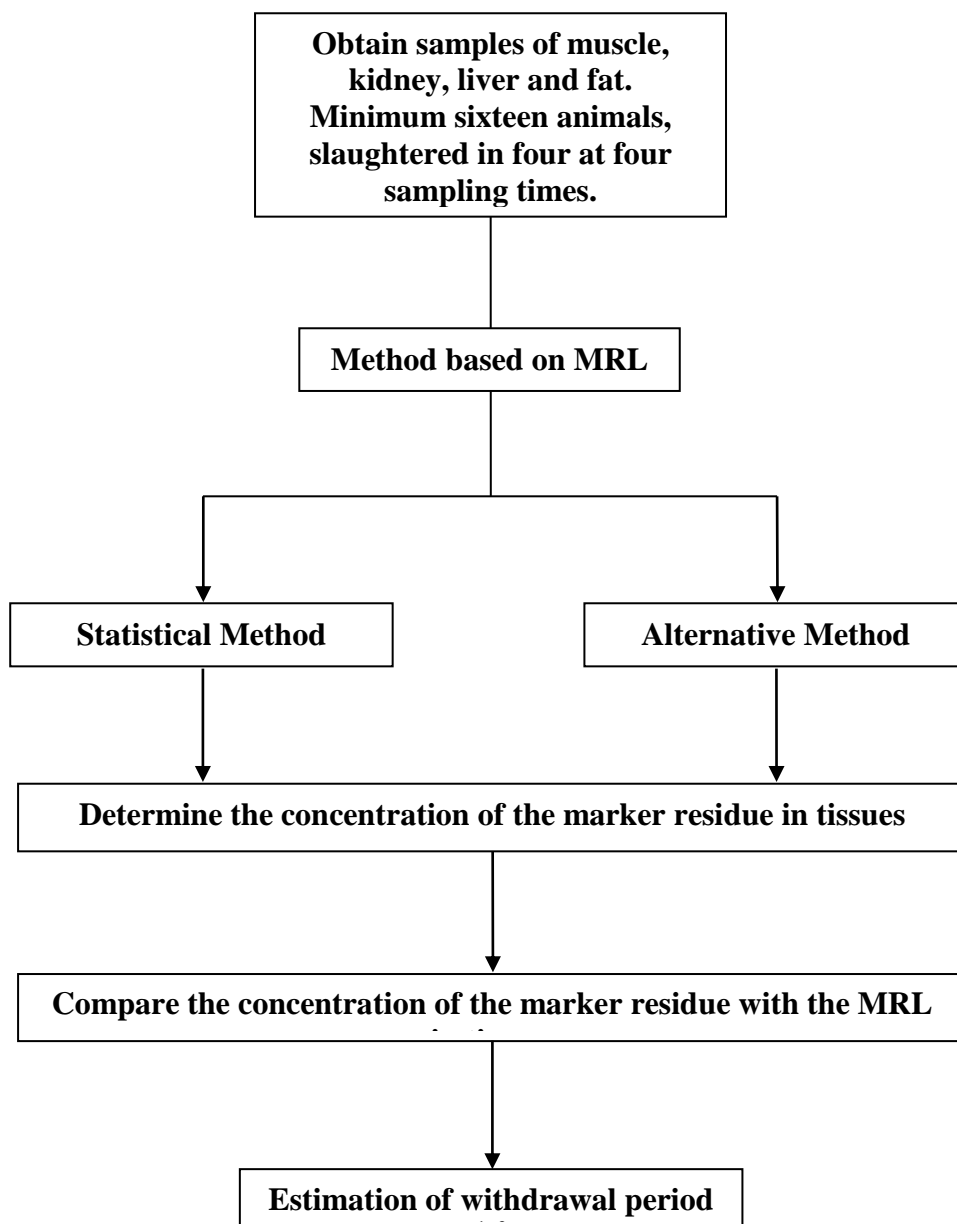 Obtain samples of muscle,
kidney, liver and fat.
Minimum sixteen animals,
slaughtered in four at four
sampling times.
Method based on MRL
Statistical Method
Alternative Method
Determine the concentration of the marker residue in tissues
Compare the concentration of the marker residue with the MRL
Estimation of withdrawal period